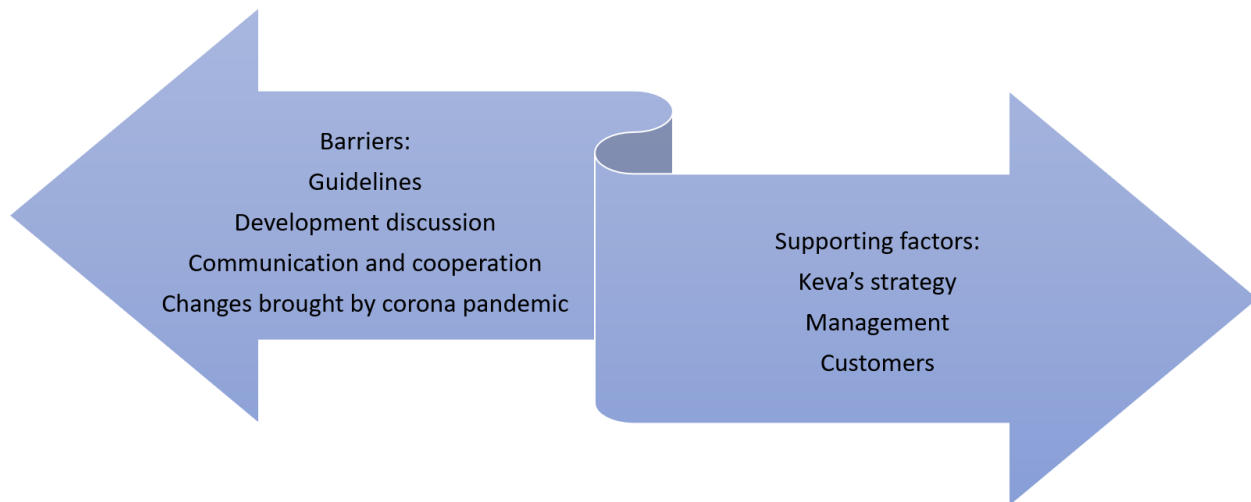 Barriers:
Guidelines
Development discussion
Communication and cooperation
Changes brought by corona pandemic
Supporting factors:
Keva’s strategy
Management
Customers